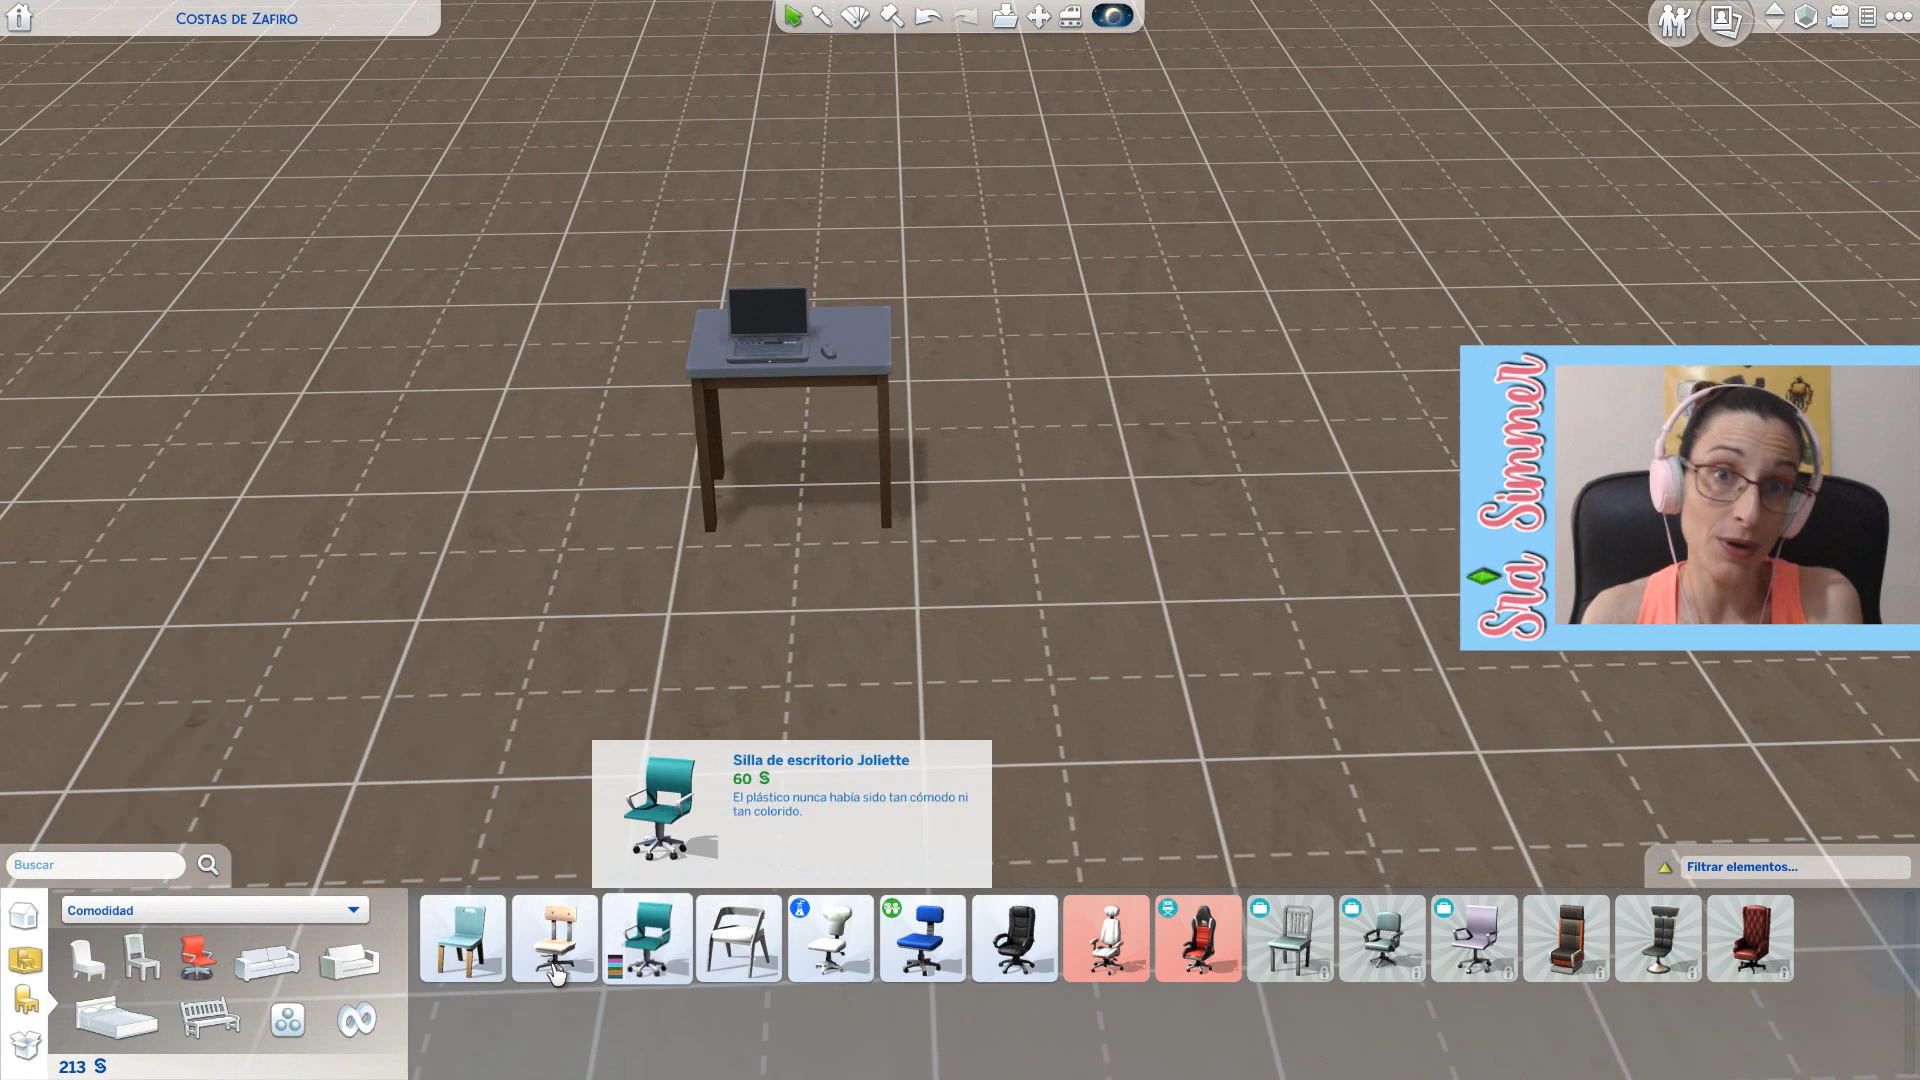 Costas de Zafiro
Sra Simmer
Silla de escritorio Joliette
60 S
El plástico nunca había sido tan cómodo ni
tan colorido.
Buscar
Filtrar elementos...
Comodidad
213 S